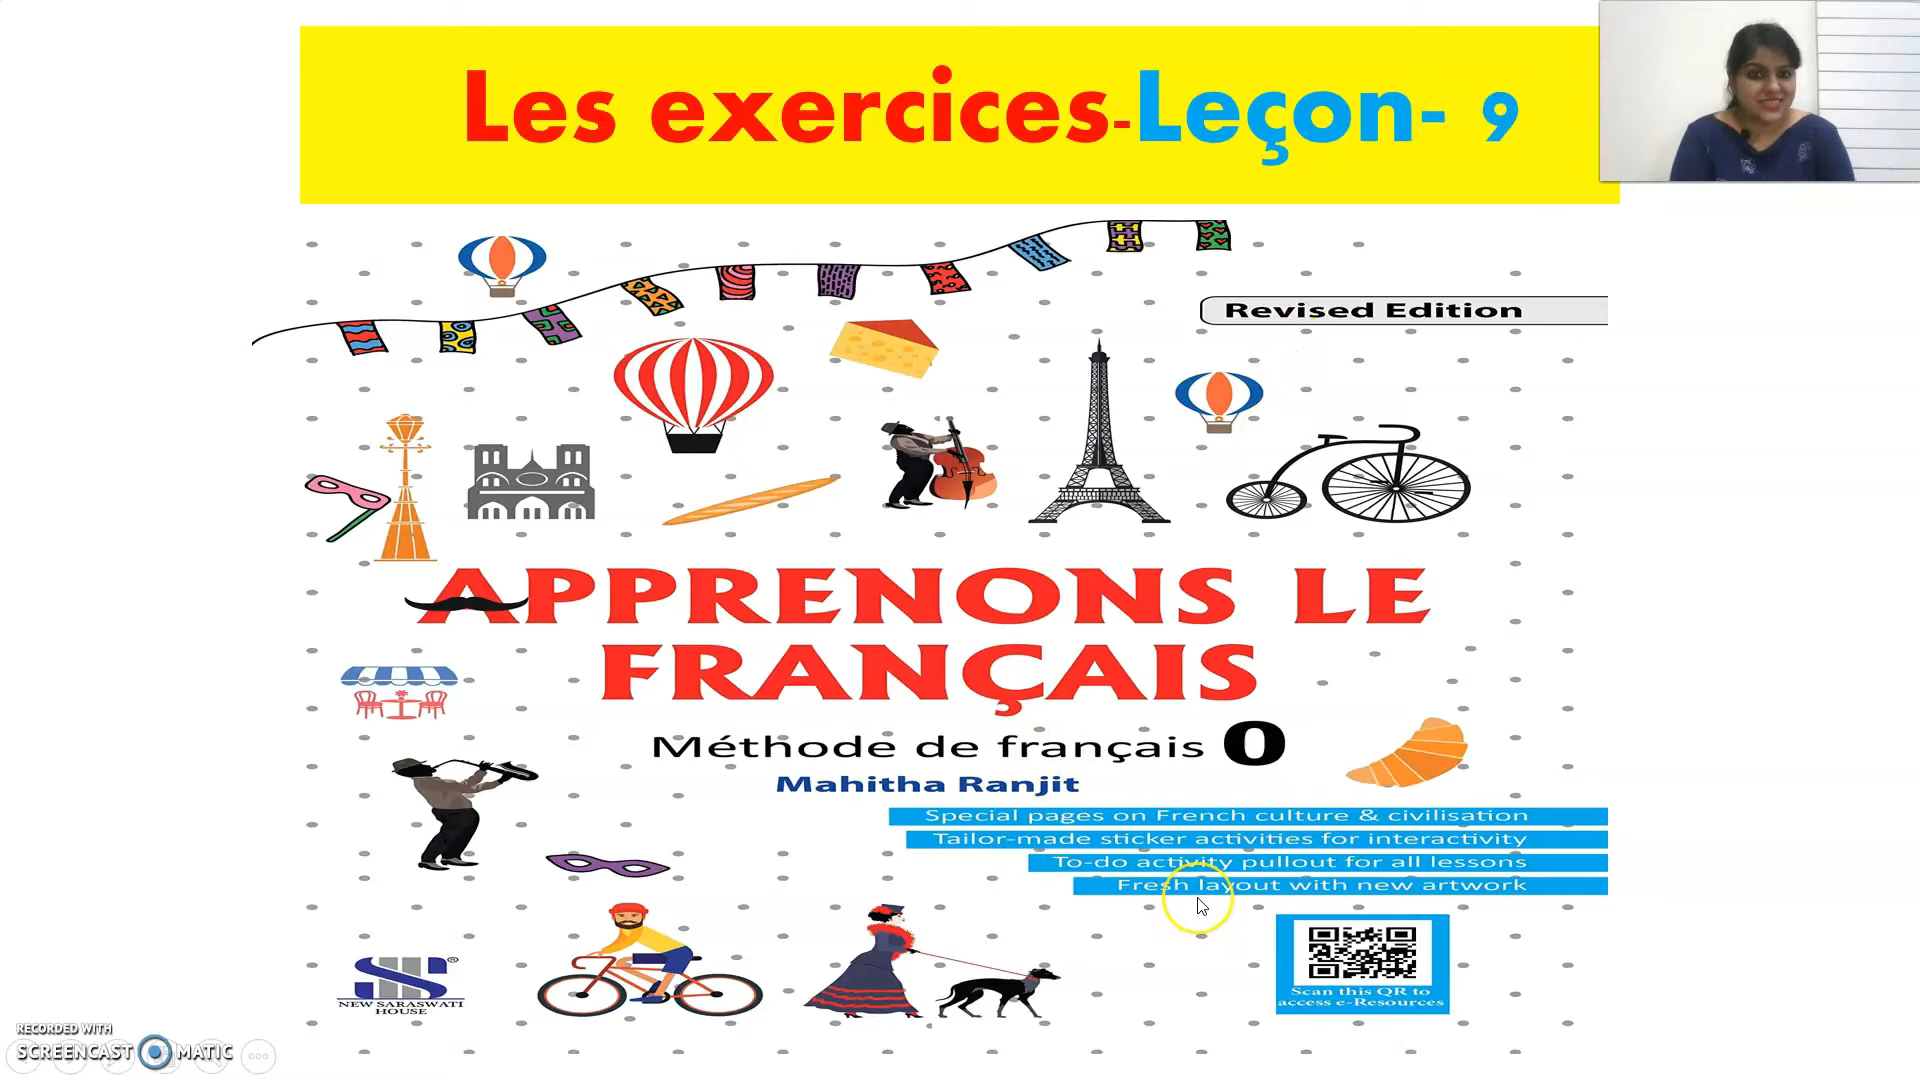 Les exercices-Leçon- 9
Revised Edition
APPRENONS LE
FRANÇAIS
Méthode de français 0
Mahitha Ranjit
Special pages on French culture & civilisation
Tailor-made sticker activities for interactivity
To-do activity pullout for all lessons
Fresh layout with new artwork
NEW SARASWATI
HOUSE
®
Scan this QR to
access e-Resources
RECORDED WITH
SCREENCAST MATIC